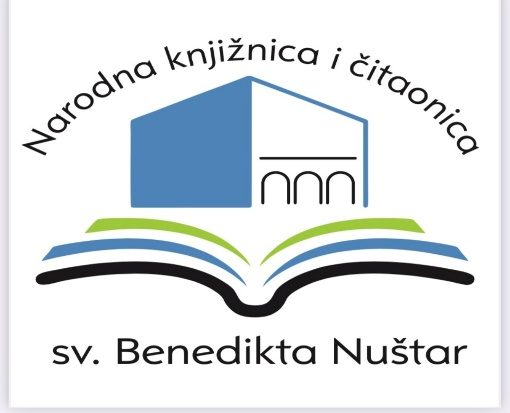 Narodna knjižnica i čitaonica
sv. Benedikta Nuštar